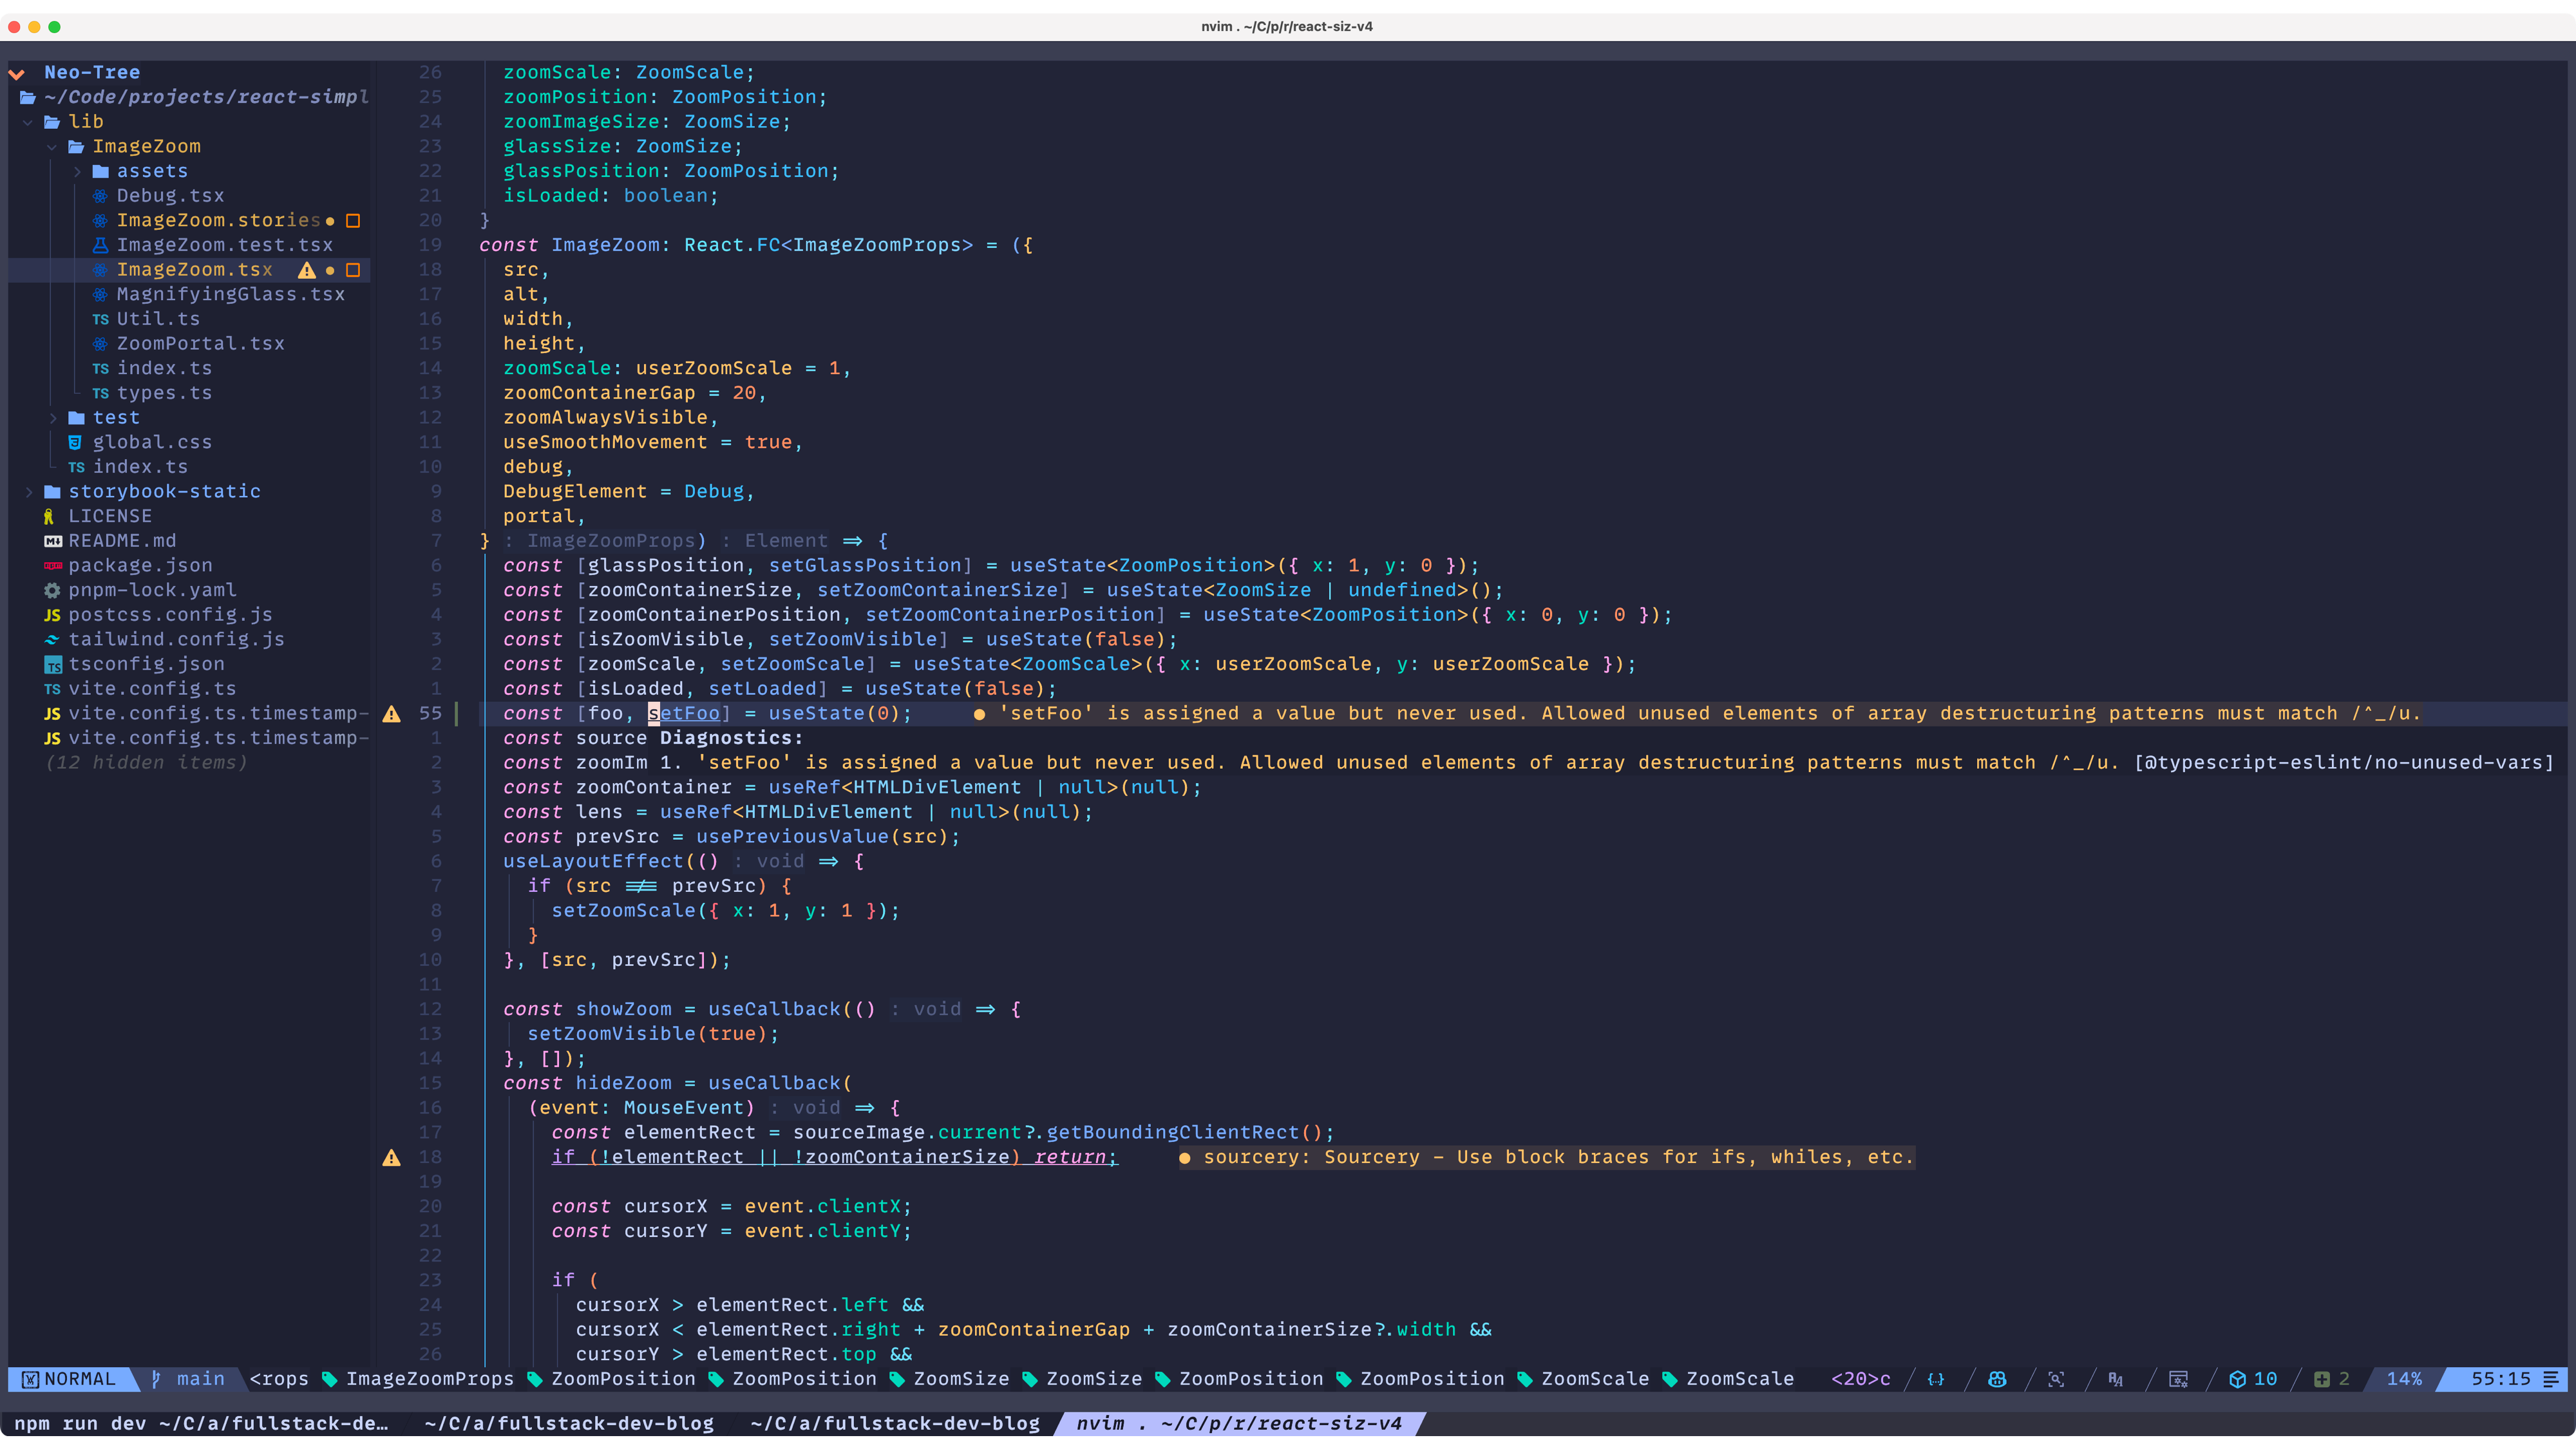 nvim . ~/C/p/r/react-siz-v4
Neo-Tree
~/Code/projects/react-simpl
lib
ImageZoom
assets
Debug.tsx
ImageZoom.stories
ImageZoom.test.tsx
ImageZoom.tsx
MagnifyingGlass.tsx
TS Util.ts
ZoomPortal.tsx
TS index.ts
TS types.ts
test
global.css
TS index.ts
storybook-static
LICENSE
README.md
package.json
pnpm-lock.yaml
JS postcss.config.js
tailwind.config.js
TS tsconfig.json
TS vite.config.ts
JS vite.config.ts.timestamp-
JS vite.config.ts.timestamp-
(12 hidden items)
26 zoomScale: ZoomScale;
25 zoomPosition: ZoomPosition;
24 zoomImageSize: ZoomSize;
23 glassSize: ZoomSize;
22 glassPosition: ZoomPosition;
21 isLoaded: boolean;
20 }
19 const ImageZoom: React.FC<ImageZoomProps> = ({
18 src,
17 alt,
16 width,
15 height,
14 zoomScale: userZoomScale = 1,
13 zoomContainerGap = 20,
12 zoomAlwaysVisible,
11 useSmoothMovement = true,
10 debug,
9 DebugElement = Debug,
8 portal,
7 } : ImageZoomProps) : Element ⇒ {
6 const [glassPosition, setGlassPosition] = useState<ZoomPosition>({ x: 1, y: 0 });
5 const [zoomContainerSize, setZoomContainerSize] = useState<ZoomSize | undefined>();
4 const [zoomContainerPosition, setZoomContainerPosition] = useState<ZoomPosition>({ x: 0, y: 0 });
3 const [isZoomVisible, setZoomVisible] = useState(false);
2 const [zoomScale, setZoomScale] = useState<ZoomScale>({ x: userZoomScale, y: userZoomScale });
1 const [isLoaded, setLoaded] = useState(false);
55 const [foo, setFoo] = useState(0); ● 'setFoo' is assigned a value but never used. Allowed unused elements of array destructuring patterns must match /^_/u.
1 const source Diagnostics:
2 const zoomIm 1. 'setFoo' is assigned a value but never used. Allowed unused elements of array destructuring patterns must match /^_/u. [@typescript-eslint/no-unused-vars]
3 const zoomContainer = useRef<HTMLDivElement | null>(null);
4 const lens = useRef<HTMLDivElement | null>(null);
5 const prevSrc = usePreviousValue(src);
6 useLayoutEffect(() : void ⇒ {
7 if (src !== prevSrc) {
8 setZoomScale({ x: 1, y: 1 });
9 }
10 }, [src, prevSrc]);
11
12 const showZoom = useCallback(() : void ⇒ {
13 setZoomVisible(true);
14 }, []);
15 const hideZoom = useCallback(
16 (event: MouseEvent) : void ⇒ {
17 const elementRect = sourceImage.current?.getBoundingClientRect();
18 if (!elementRect || !zoomContainerSize) return; ● sourcery: Sourcery - Use block braces for ifs, whiles, etc.
19
20 const cursorX = event.clientX;
21 const cursorY = event.clientY;
22
23 if (
24 cursorX > elementRect.left &&
25 cursorX < elementRect.right + zoomContainerGap + zoomContainerSize?.width &&
26 cursorY > elementRect.top &&
NORMAL main <rops ImageZoomProps ZoomPosition ZoomPosition ZoomSize ZoomSize ZoomPosition ZoomPosition ZoomScale ZoomScale <20>c {..} 10 2 14% 55:15
npm run dev ~/C/a/fullstack-de… ~/C/a/fullstack-dev-blog ~/C/a/fullstack-dev-blog nvim . ~/C/p/r/react-siz-v4